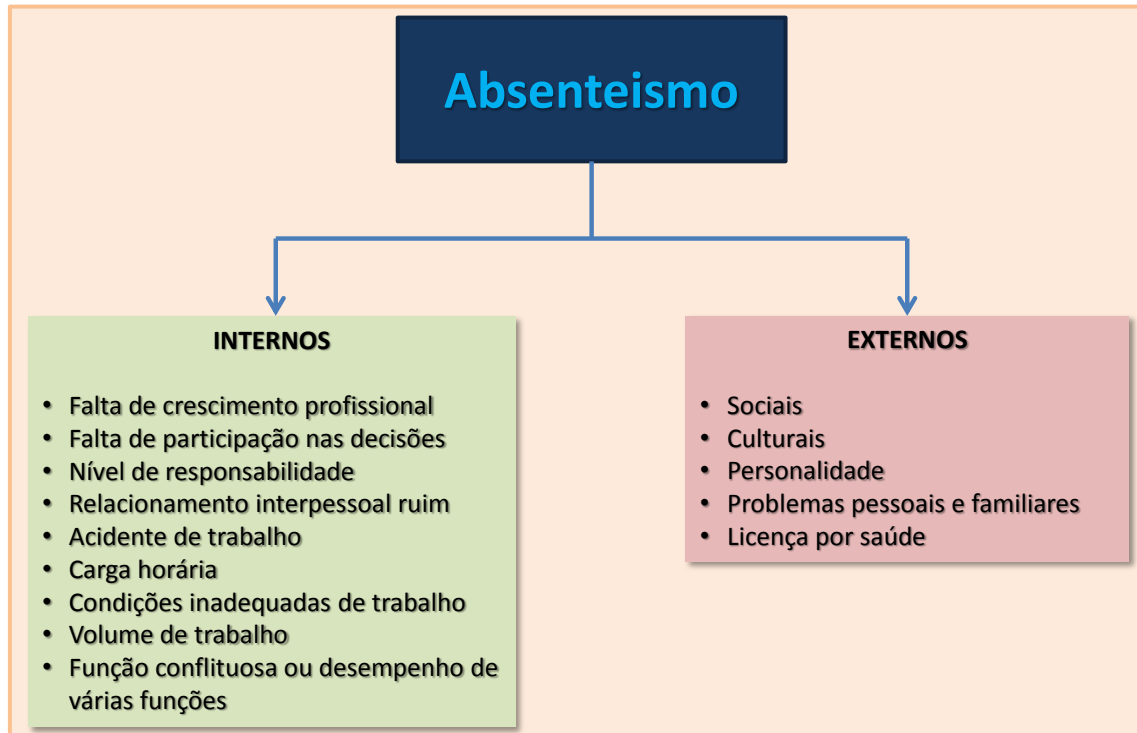 Absenteismo
INTERNOS
• Falta de crescimento profissional
• Falta de participação nas decisões
• Nível de responsabilidade
• Relacionamento interpessoal ruim
• Acidente de trabalho
• Carga horária
• Condições inadequadas de trabalho
• Volume de trabalho
• Função conflituosa ou desempenho de
várias funções
EXTERNOS
• Sociais
• Culturais
• Personalidade
• Problemas pessoais e familiares
• Licença por saúde